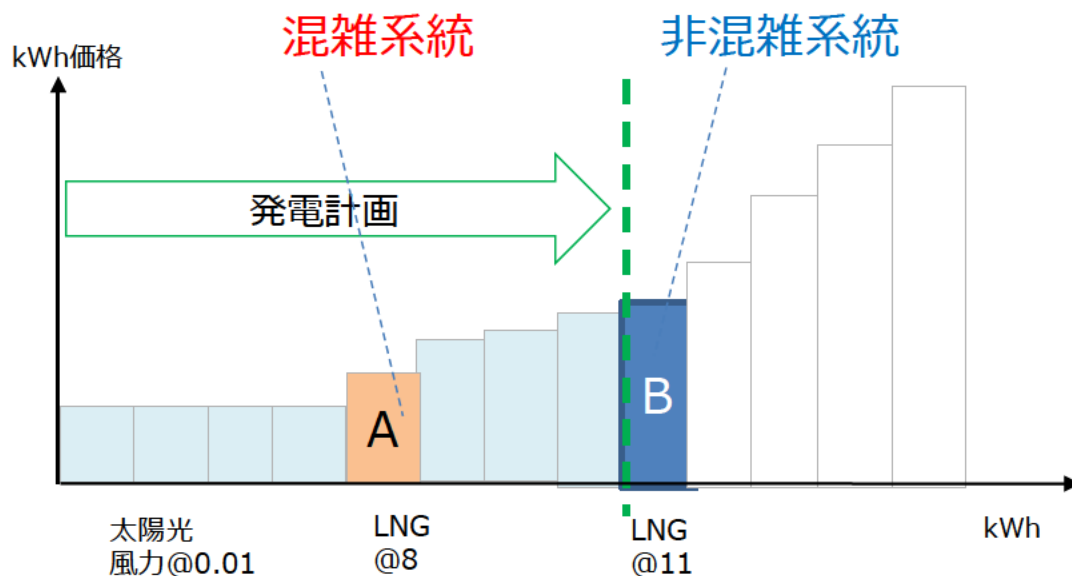 混雑系統
非混雑系統
kWh価格
発電計画
A
B
太陽光
風力@0.01
LNG
@8
LNG
@11
kWh